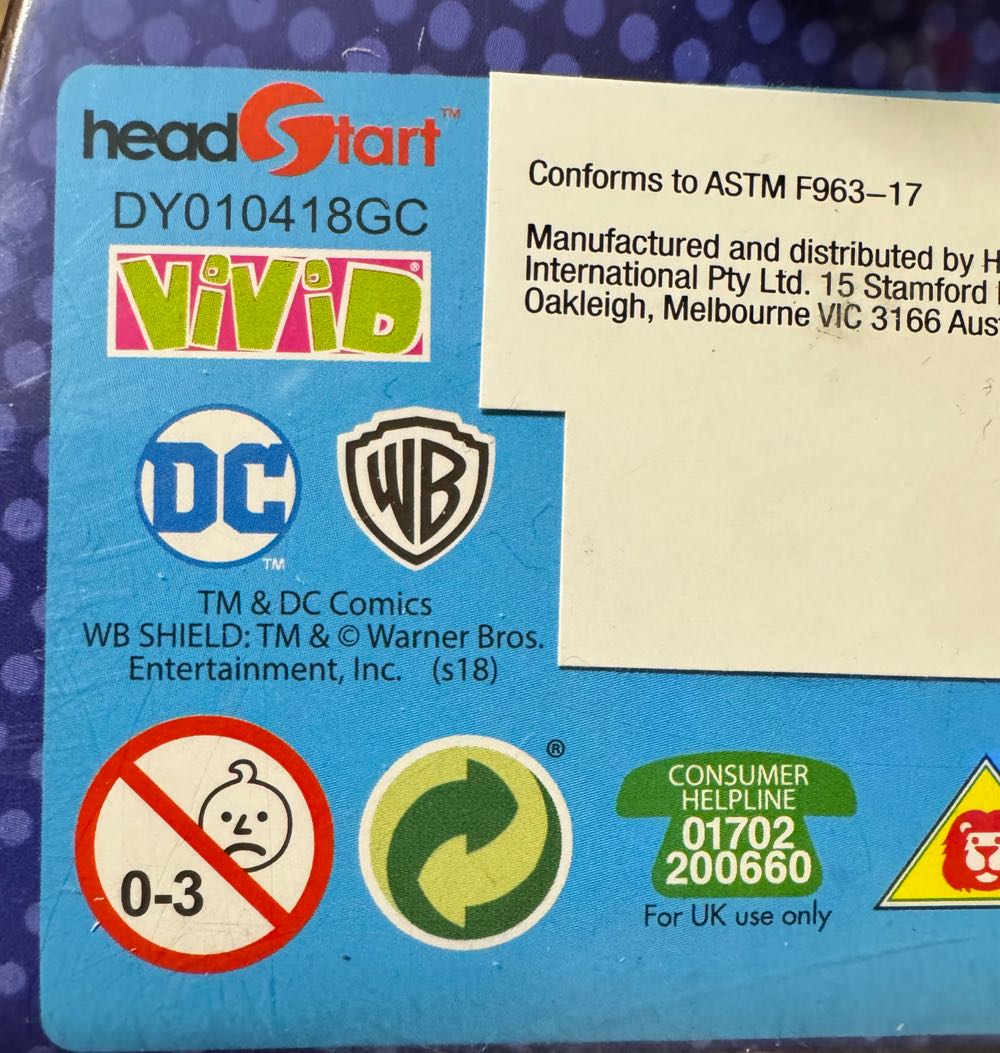 headStart™
DY010418GC
ViViD®
DC™
WB
TM & DC Comics
WB SHIELD: TM & © Warner Bros.
Entertainment, Inc. (s18)
Conforms to ASTM F963–17
Manufactured and distributed by H
International Pty Ltd. 15 Stamford
Oakleigh, Melbourne VIC 3166 Aus
0-3
®
CONSUMER
HELPLINE
01702
200660
For UK use only